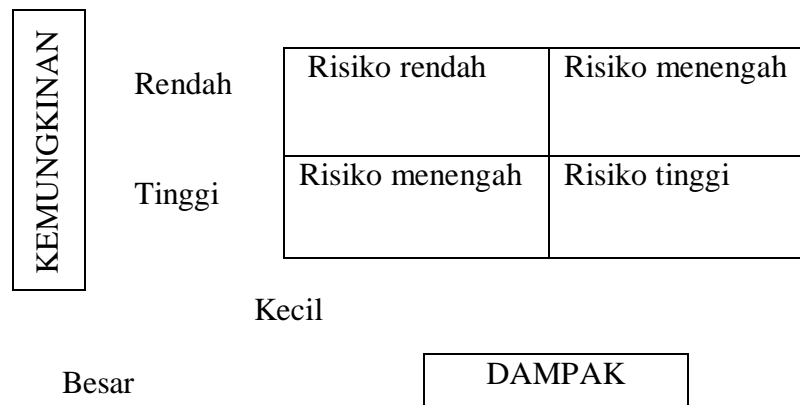 KEMUNGKINAN
Rendah
Risiko rendah
Risiko menengah
Tinggi
Risiko menengah
Risiko tinggi
Kecil
Besar
DAMPAK